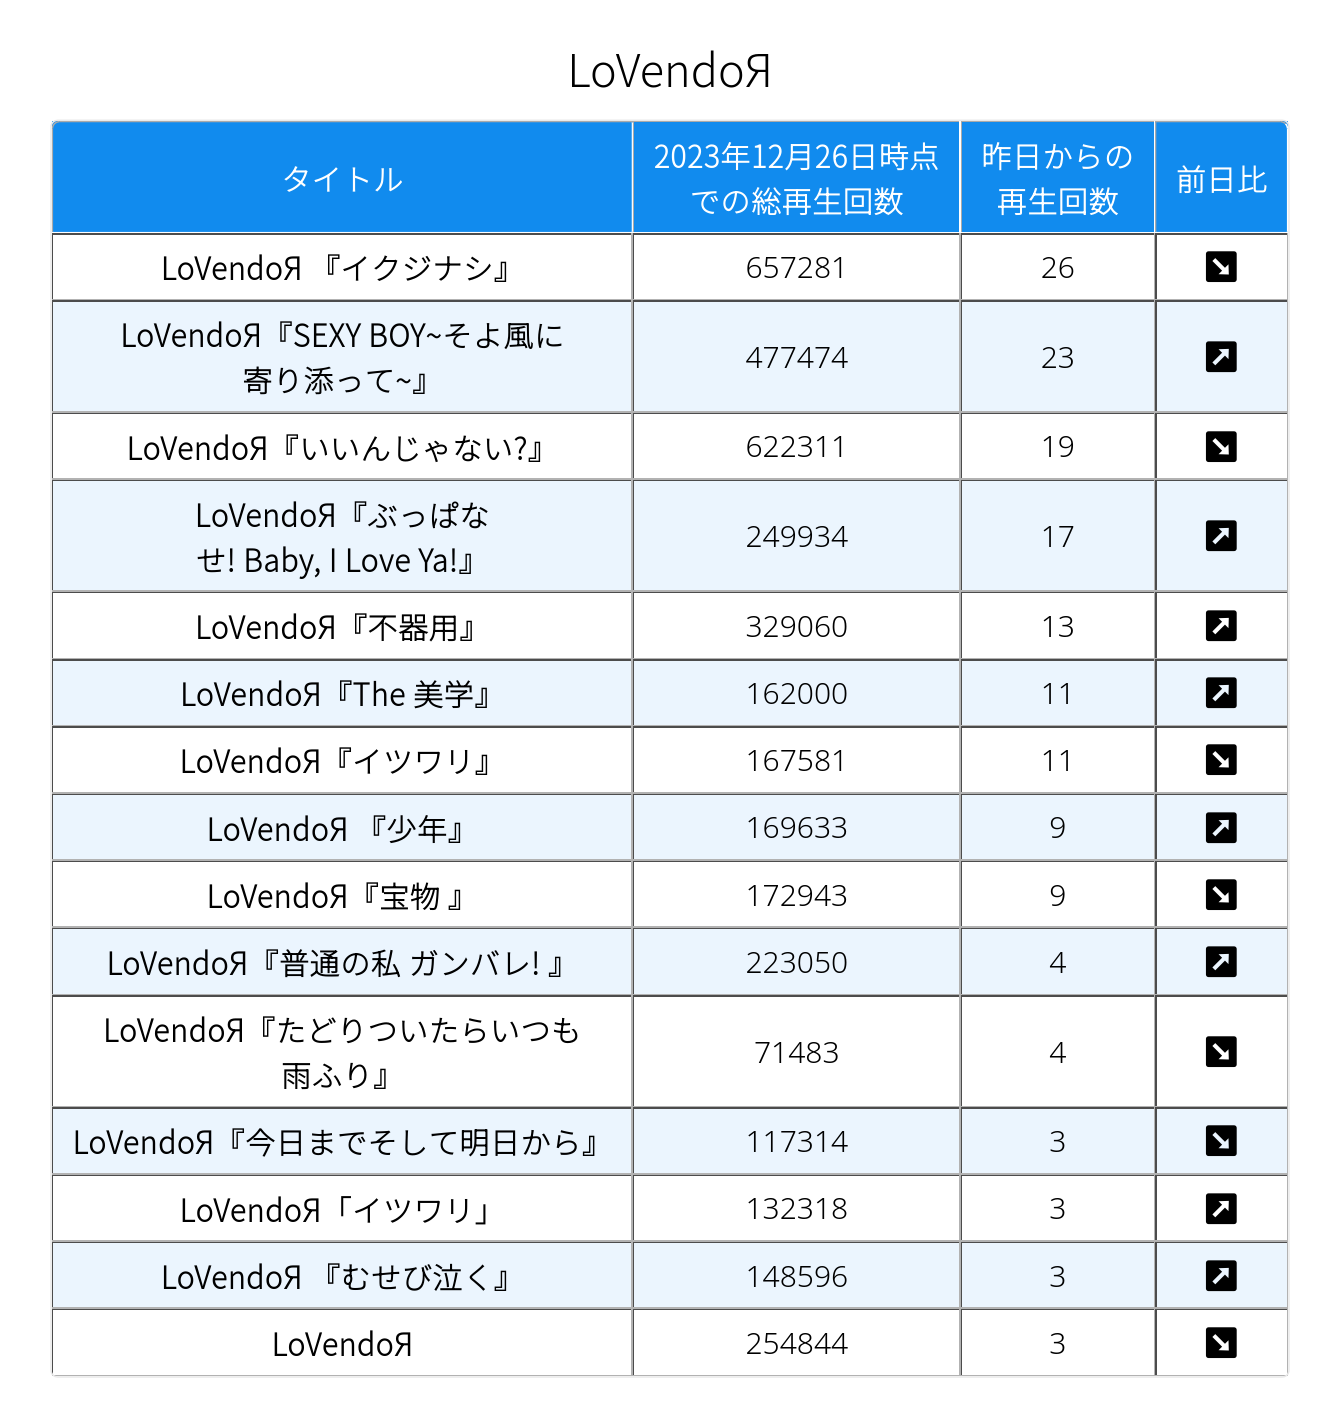 LoVendoЯ
タイトル
2023年12月26日時点
での総再生回数
昨日からの
再生回数
前日比
LoVendoЯ 『イクジナシ』
657281
26
LoVendoЯ『SEXY BOY~そよ風に
寄り添って~』
477474
23
LoVendoЯ『いいんじゃない?』
622311
19
LoVendoЯ『ぶっぱな
せ! Baby, I Love Ya!』
249934
17
LoVendoЯ『不器用』
329060
13
LoVendoЯ『The 美学』
162000
11
LoVendoЯ『イツワリ』
167581
11
LoVendoЯ 『少年』
169633
9
LoVendoЯ『宝物 』
172943
9
LoVendoЯ『普通の私 ガンバレ! 』
223050
4
LoVendoЯ『たどりついたらいつも
雨ふり』
71483
4
LoVendoЯ『今日までそして明日から』
117314
3
LoVendoЯ「イツワリ」
132318
3
LoVendoЯ 『むせび泣く』
148596
3
LoVendoЯ
254844
3